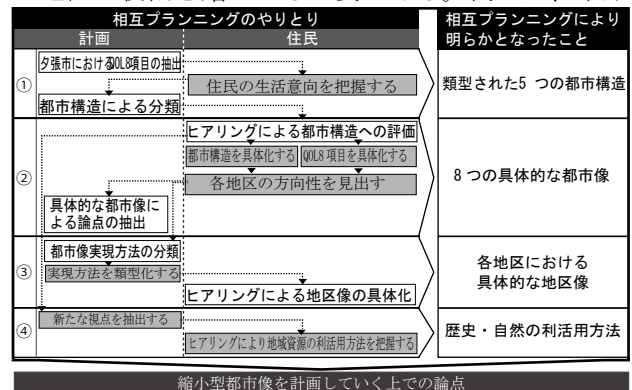 相互プランニングのやりとり
相互プランニングにより
明らかとなったこと
計画
住民
①
夕張市におけるQOL8項目の抽出
住民の生活意向を把握する
都市構造による分類
類型された5 つの都市構造
②
ヒアリングによる都市構造への評価
都市構造を具体化する
QOL8 項目を具体化する
各地区の方向性を見出す
具体的な都市像に
よる論点の抽出
8 つの具体的な都市像
③
都市像実現方法の分類
実現方法を類型化する
ヒアリングによる地区像の具体化
各地区における
具体的な地区像
④
新たな視点を抽出する
ヒアリングにより地域資源の利活用方法を把握する
歴史・自然の利活用方法
縮小型都市像を計画していく上での論点